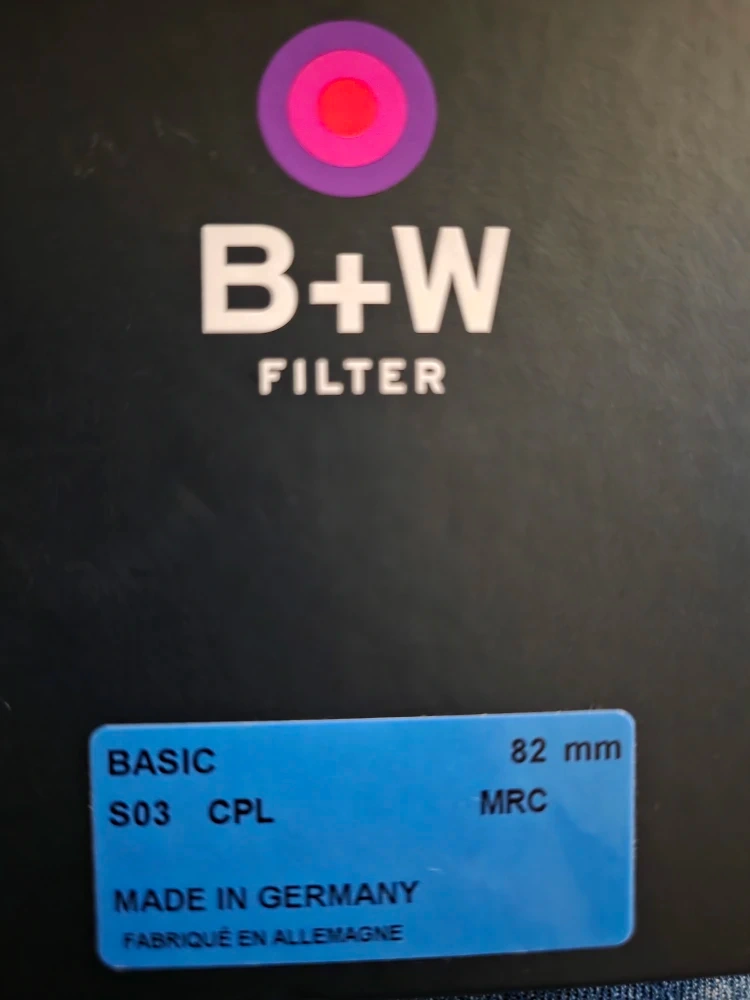 B+W
FILTER
BASIC 82 mm
S03 CPL MRC
MADE IN GERMANY
FABRIQUÉ EN ALLEMAGNE